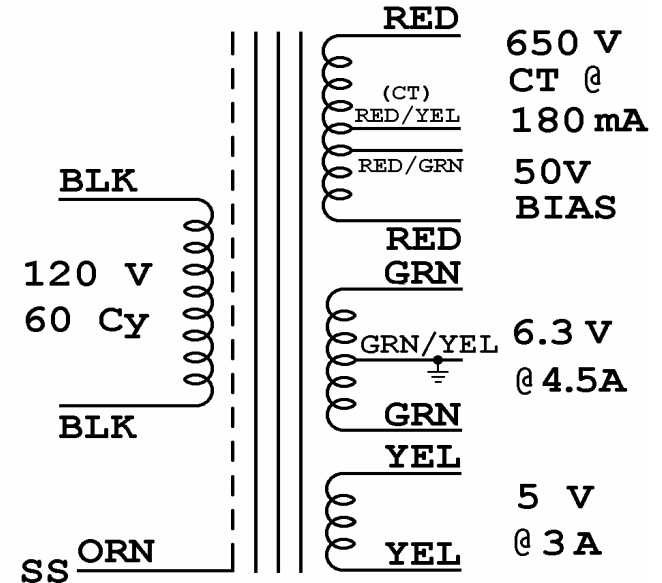 RED
650 V
CT @
180 mA
(CT)
RED/YEL
RED/GRN
50V
BIAS
RED
BLK
120 V
60 Cy
BLK
GRN
GRN/YEL
6.3 V
@ 4.5A
GRN
YEL
5 V
@ 3 A
YEL
ORN
SS